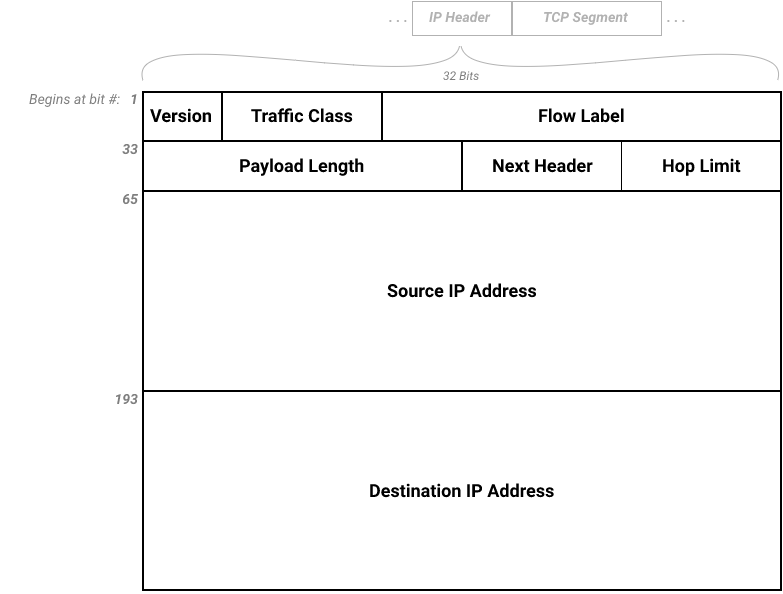 ... IP Header TCP Segment ...
32 Bits
Begins at bit #: 1
Version Traffic Class Flow Label
33
Payload Length Next Header Hop Limit
65
Source IP Address
193
Destination IP Address